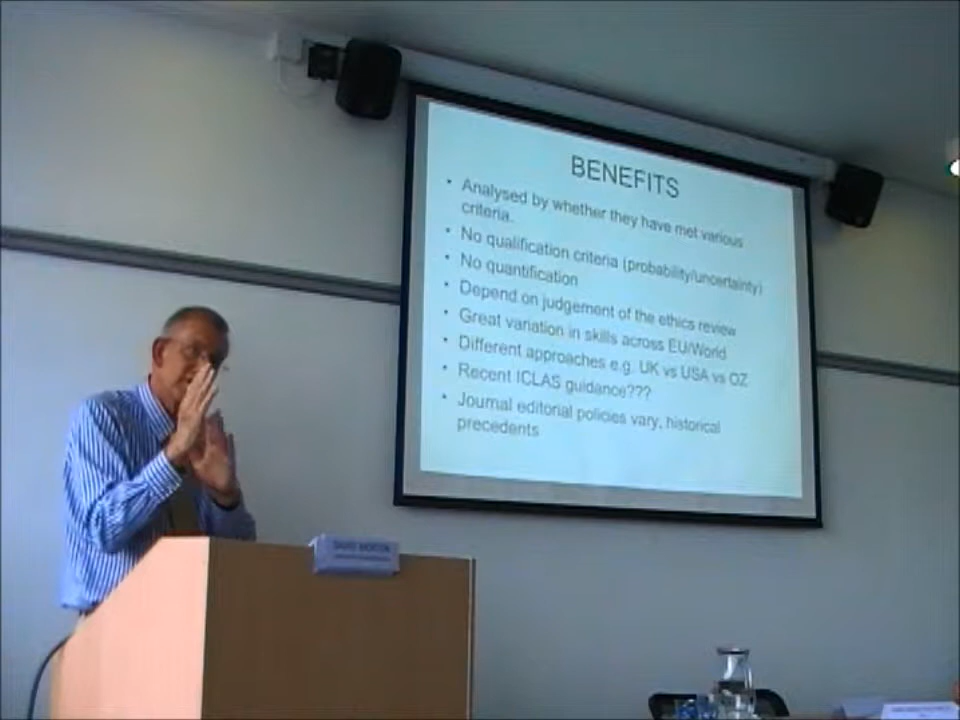 BENEFITS
• Analysed by whether they have met various
criteria.
• No qualification criteria (probability/uncertainty)
• No quantification
• Depend on judgement of the ethics review
• Great variation in skills across EU/World
• Different approaches e.g. UK vs USA vs OZ
• Recent ICLAS guidance???
• Journal editorial policies vary, historical
precedents